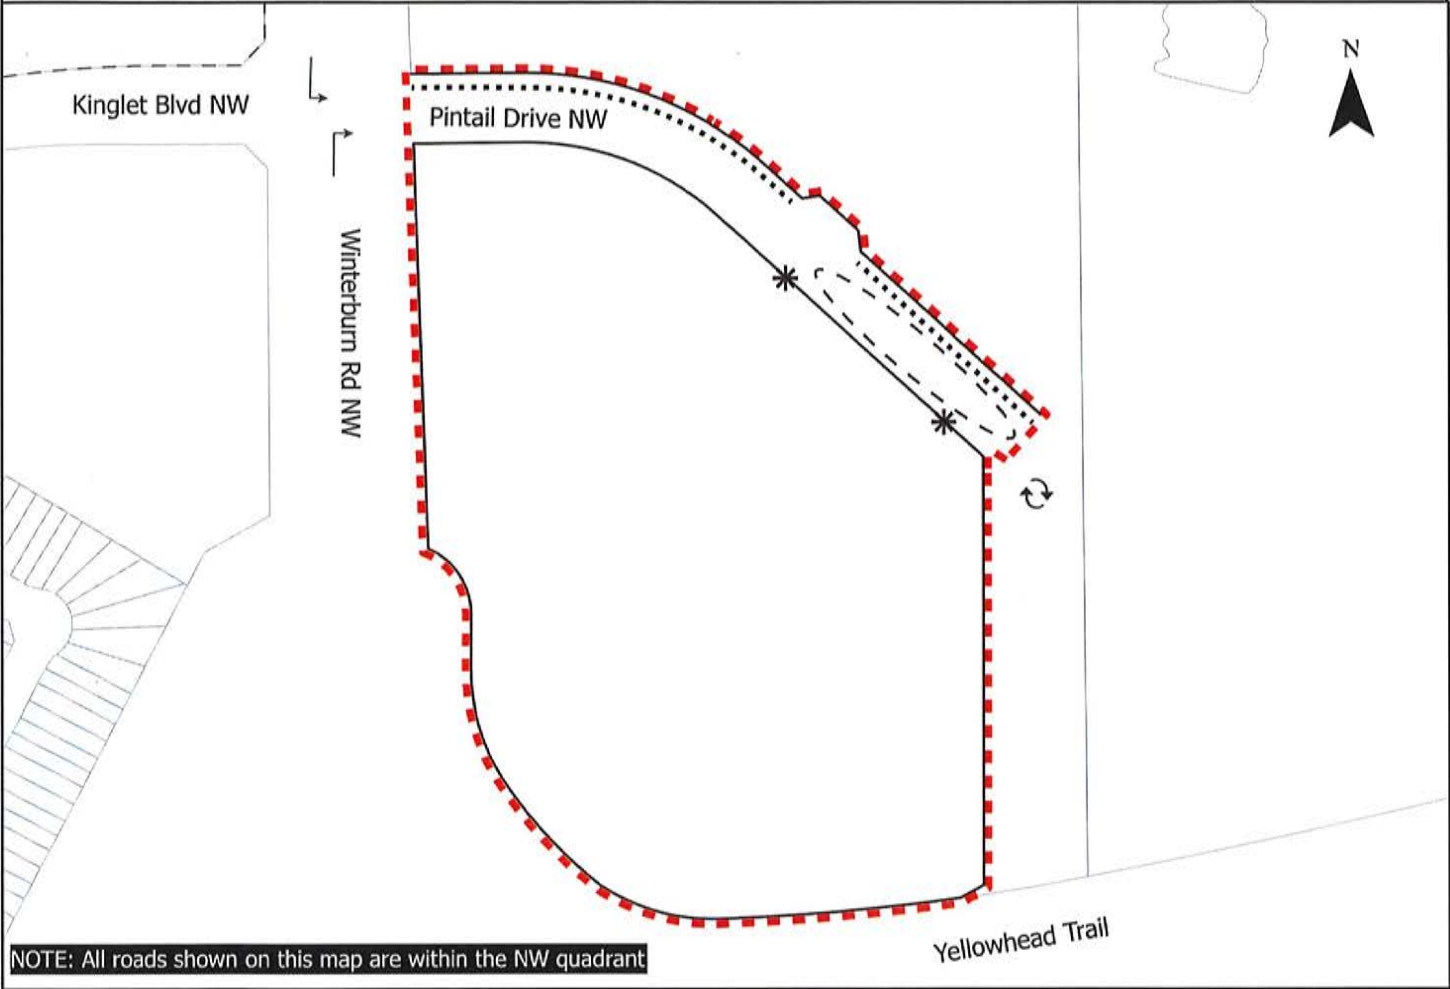 N
Kinglet Blvd NW
Pintail Drive NW
Winterburn Rd NW
Yellowhead Trail
NOTE: All roads shown on this map are within the NW quadrant